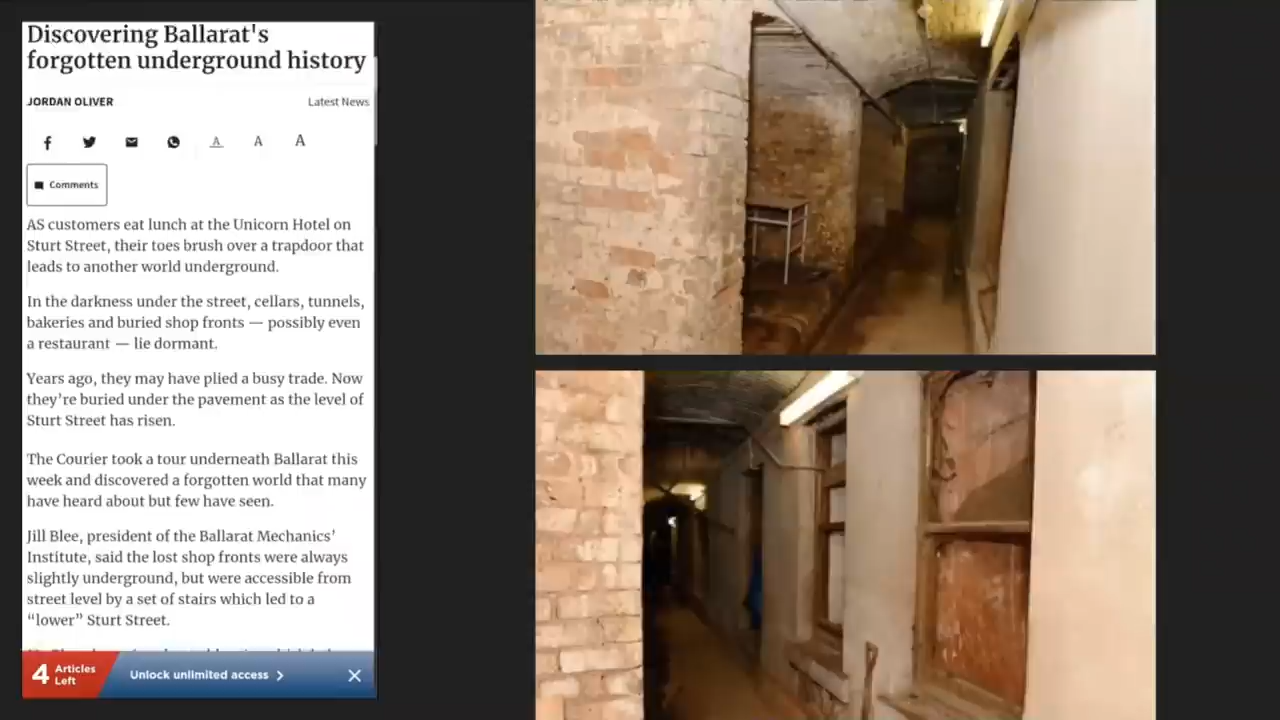 Discovering Ballarat's
forgotten underground history
JORDAN OLIVER
Latest News
A A A
Comments
AS customers eat lunch at the Unicorn Hotel on
Sturt Street, their toes brush over a trapdoor that
leads to another world underground.
In the darkness under the street, cellars, tunnels,
bakeries and buried shop fronts — possibly even
a restaurant — lie dormant.
Years ago, they may have plied a busy trade. Now
they’re buried under the pavement as the level of
Sturt Street has risen.
The Courier took a tour underneath Ballarat this
week and discovered a forgotten world that many
have heard about but few have seen.
Jill Blee, president of the Ballarat Mechanics’
Institute, said the lost shop fronts were always
slightly underground, but were accessible from
street level by a set of stairs which led to a
“lower” Sturt Street.
4 Articles
Left
Unlock unlimited access